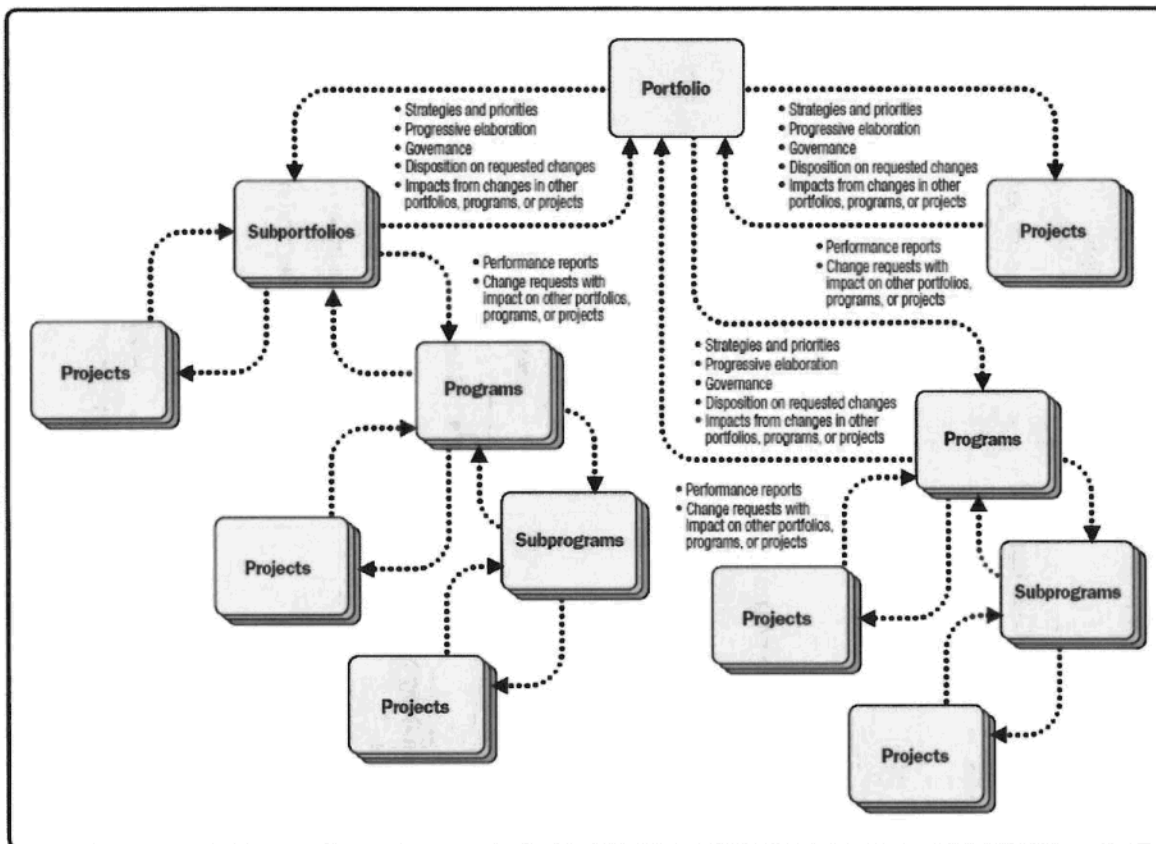 Portfolio
• Strategies and priorities
• Progressive elaboration
• Governance
• Disposition on requested changes
• Impacts from changes in other
portfolios, programs, or projects
• Strategies and priorities
• Progressive elaboration
• Governance
• Disposition on requested changes
• Impacts from changes in other
portfolios, programs, or projects
Subportfolios
Projects
• Performance reports
• Change requests with
impact on other portfolios,
programs, or projects
• Performance reports
• Change requests with
impact on other portfolios,
programs, or projects
Projects
Programs
• Strategies and priorities
• Progressive elaboration
• Governance
• Disposition on requested changes
• Impacts from changes in other
portfolios, programs, or projects
Programs
• Performance reports
• Change requests with
impact on other portfolios,
programs, or projects
Projects
Subprograms
Projects
Subprograms
Projects
Projects